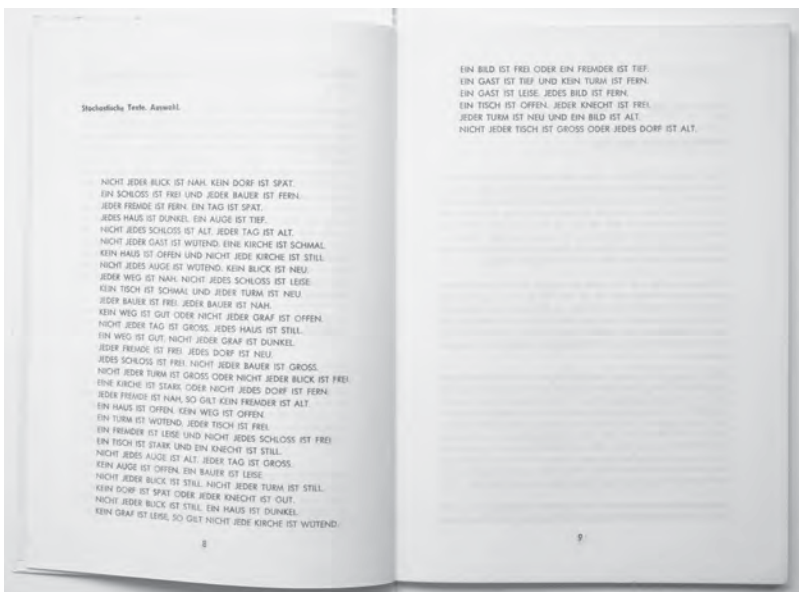 Stochastische Texte. Auswahl.
NICHT JEDER BLICK IST NAH. KEIN DORF IST SPÄT.
EIN SCHLOSS IST FREI UND JEDER BAUER IST FERN.
JEDER FREMDE IST FERN. EIN TAG IST SPÄT.
JEDES HAUS IST DUNKEL. EIN AUGE IST TIEF.
NICHT JEDES SCHLOSS IST ALT. JEDER TAG IST ALT.
NICHT JEDER GAST IST WÜTEND. EINE KIRCHE IST SCHMAL.
KEIN HAUS IST OFFEN UND NICHT JEDE KIRCHE IST STILL.
NICHT JEDES AUGE IST WÜTEND. KEIN BLICK IST NEU.
JEDER WEG IST NAH. NICHT JEDES SCHLOSS IST LEISE.
KEIN TISCH IST SCHMAL UND JEDER TURM IST NEU.
JEDER BAUER IST FREI. JEDER BAUER IST NAH.
KEIN WEG IST GUT ODER NICHT JEDER GRAF IST OFFEN.
NICHT JEDER TAG IST GROSS. JEDES HAUS IST STILL.
EIN WEG IST GUT. NICHT JEDER GRAF IST DUNKEL.
JEDER FREMDE IST FREI. JEDES DORF IST NEU.
JEDES SCHLOSS IST FREI. NICHT JEDER BAUER IST GROSS.
NICHT JEDER TURM IST GROSS ODER NICHT JEDER BLICK IST FREI.
EINE KIRCHE IST STARK ODER NICHT JEDES DORF IST FERN.
JEDER FREMDE IST NAH, SO GILT KEIN FREMDER IST ALT.
EIN HAUS IST OFFEN. KEIN WEG IST OFFEN.
EIN TURM IST WÜTEND. JEDER TISCH IST FREI.
EIN FREMDER IST LEISE UND NICHT JEDES SCHLOSS IST FREI.
EIN TISCH IST STARK UND EIN KNECHT IST STILL.
NICHT JEDES AUGE IST ALT. JEDER TAG IST GROSS.
KEIN AUGE IST OFFEN. EIN BAUER IST LEISE.
NICHT JEDER BLICK IST STILL. NICHT JEDER TURM IST STILL.
KEIN DORF IST SPÄT ODER JEDER KNECHT IST GUT.
NICHT JEDER BLICK IST STILL. EIN HAUS IST DUNKEL.
KEIN GRAF IST LEISE, SO GILT NICHT JEDE KIRCHE IST WÜTEND.
8
EIN BILD IST FREI ODER EIN FREMDER IST TIEF.
EIN GAST IST TIEF UND KEIN TURM IST FERN.
EIN GAST IST LEISE. JEDES BILD IST FERN.
EIN TISCH IST OFFEN. JEDER KNECHT IST FREI.
JEDER TURM IST NEU UND EIN BILD IST ALT.
NICHT JEDER TISCH IST GROSS ODER JEDES DORF IST ALT.
9